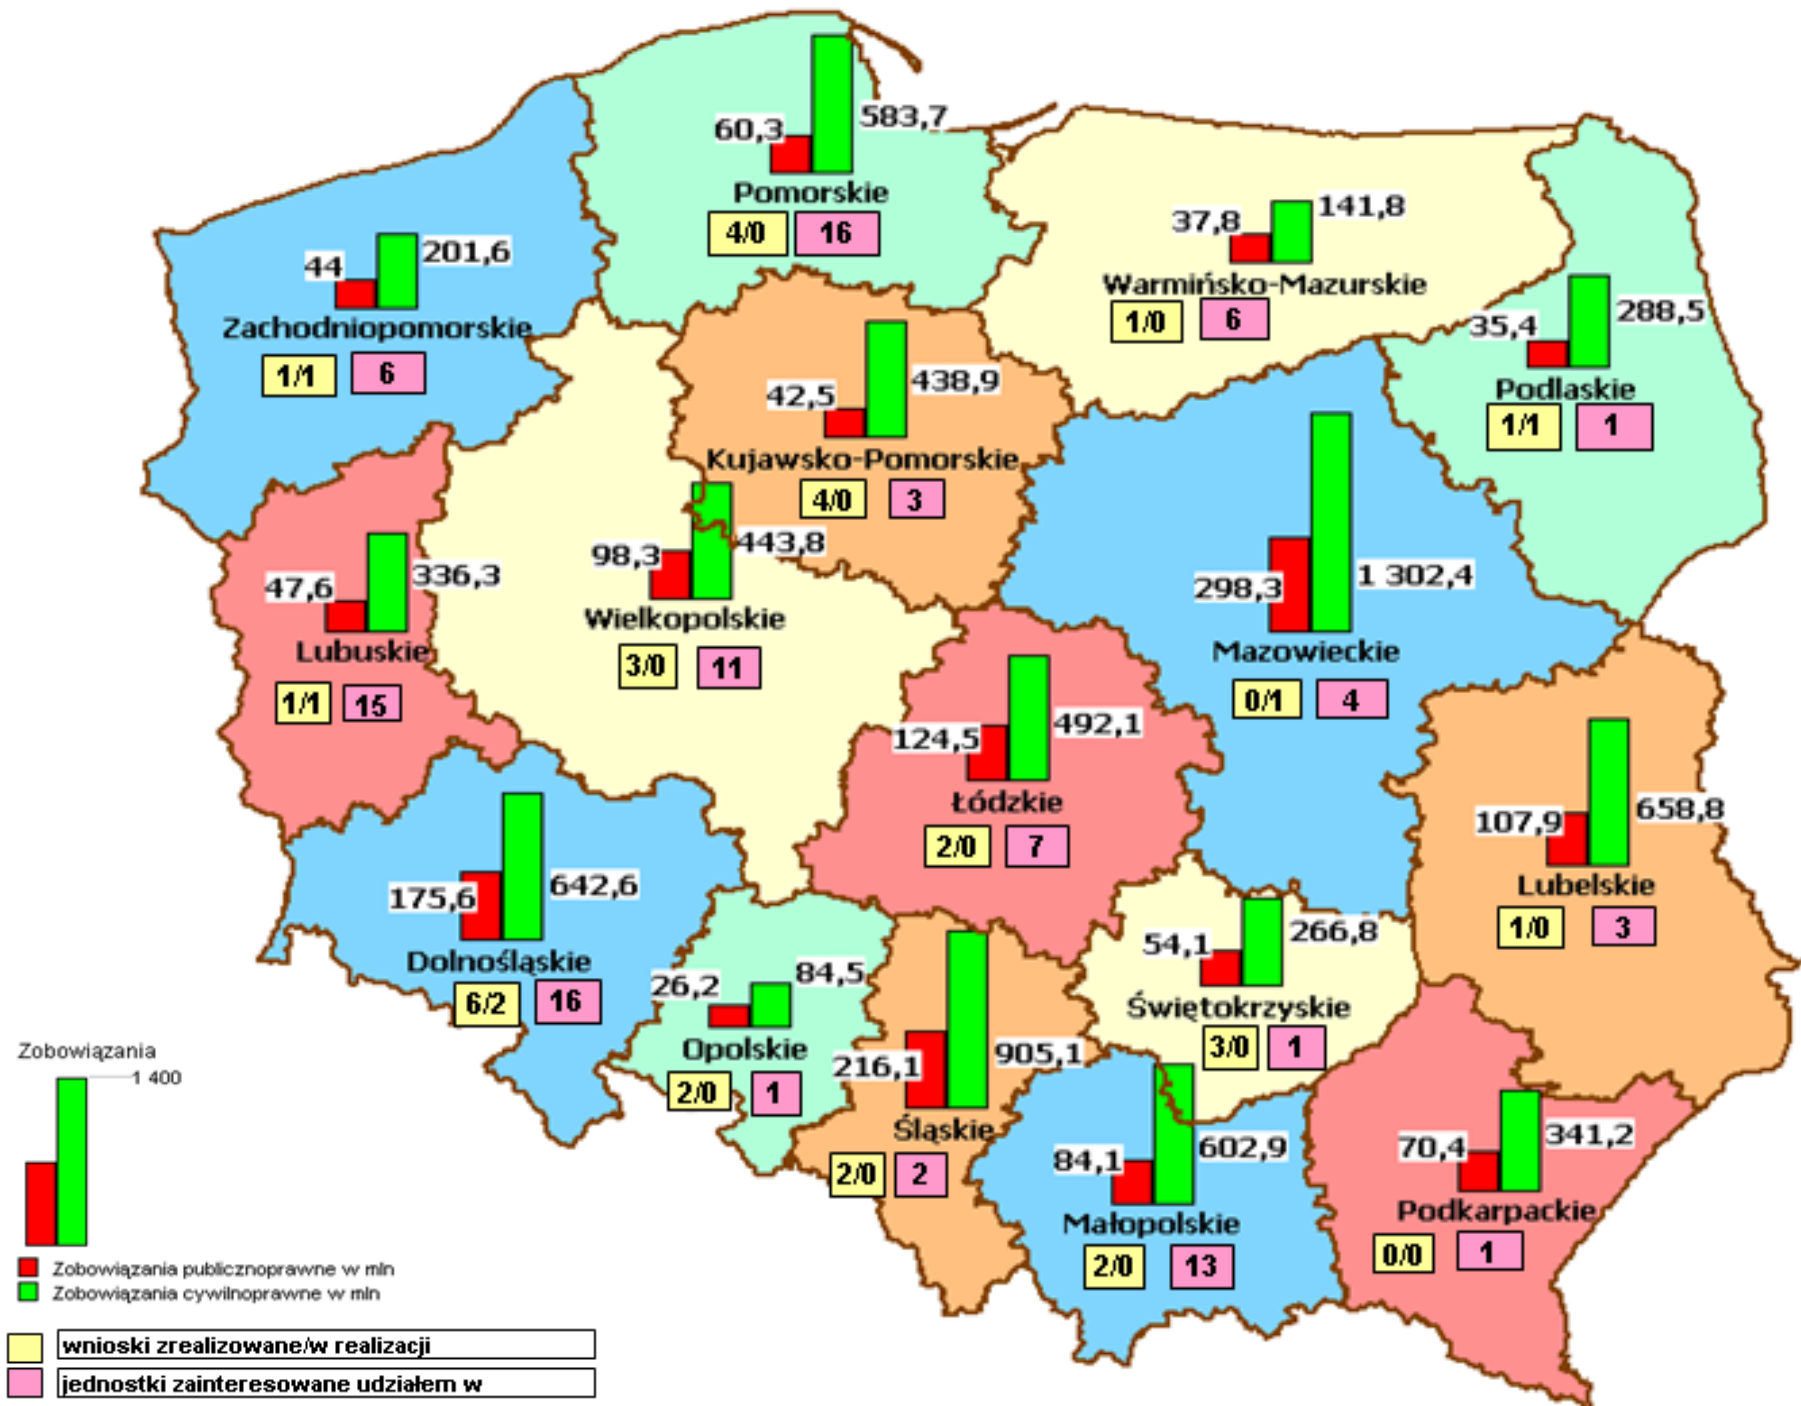 583,7
60,3
Pomorskie
4/0 16
37,8 141,8
Warmińsko-Mazurskie
1/0 6
44 201,6
Zachodniopomorskie
1/1 6
35,4 288,5
Podlaskie
1/1 1
42,5 438,9
Kujawsko-Pomorskie
4/0 3
98,3 443,8
Wielkopolskie
3/0 11
47,6 336,3
Lubuskie
1/1 15
298,3 1 302,4
Mazowieckie
0/1 4
124,5 492,1
Łódzkie
2/0 7
107,9 658,8
Lubelskie
1/0 3
175,6 642,6
Dolnośląskie
6/2 16
26,2 84,5
Opolskie
2/0 1
54,1 266,8
Świętokrzyskie
3/0 1
216,1 905,1
Śląskie
2/0 2
84,1 602,9
Małopolskie
2/0 13
70,4 341,2
Podkarpackie
0/0 1
Zobowiązania
1 400
Zobowiązania publicznoprawne w mln
Zobowiązania cywilnoprawne w mln
wnioski zrealizowane/w realizacji
jednostki zainteresowane udziałem w